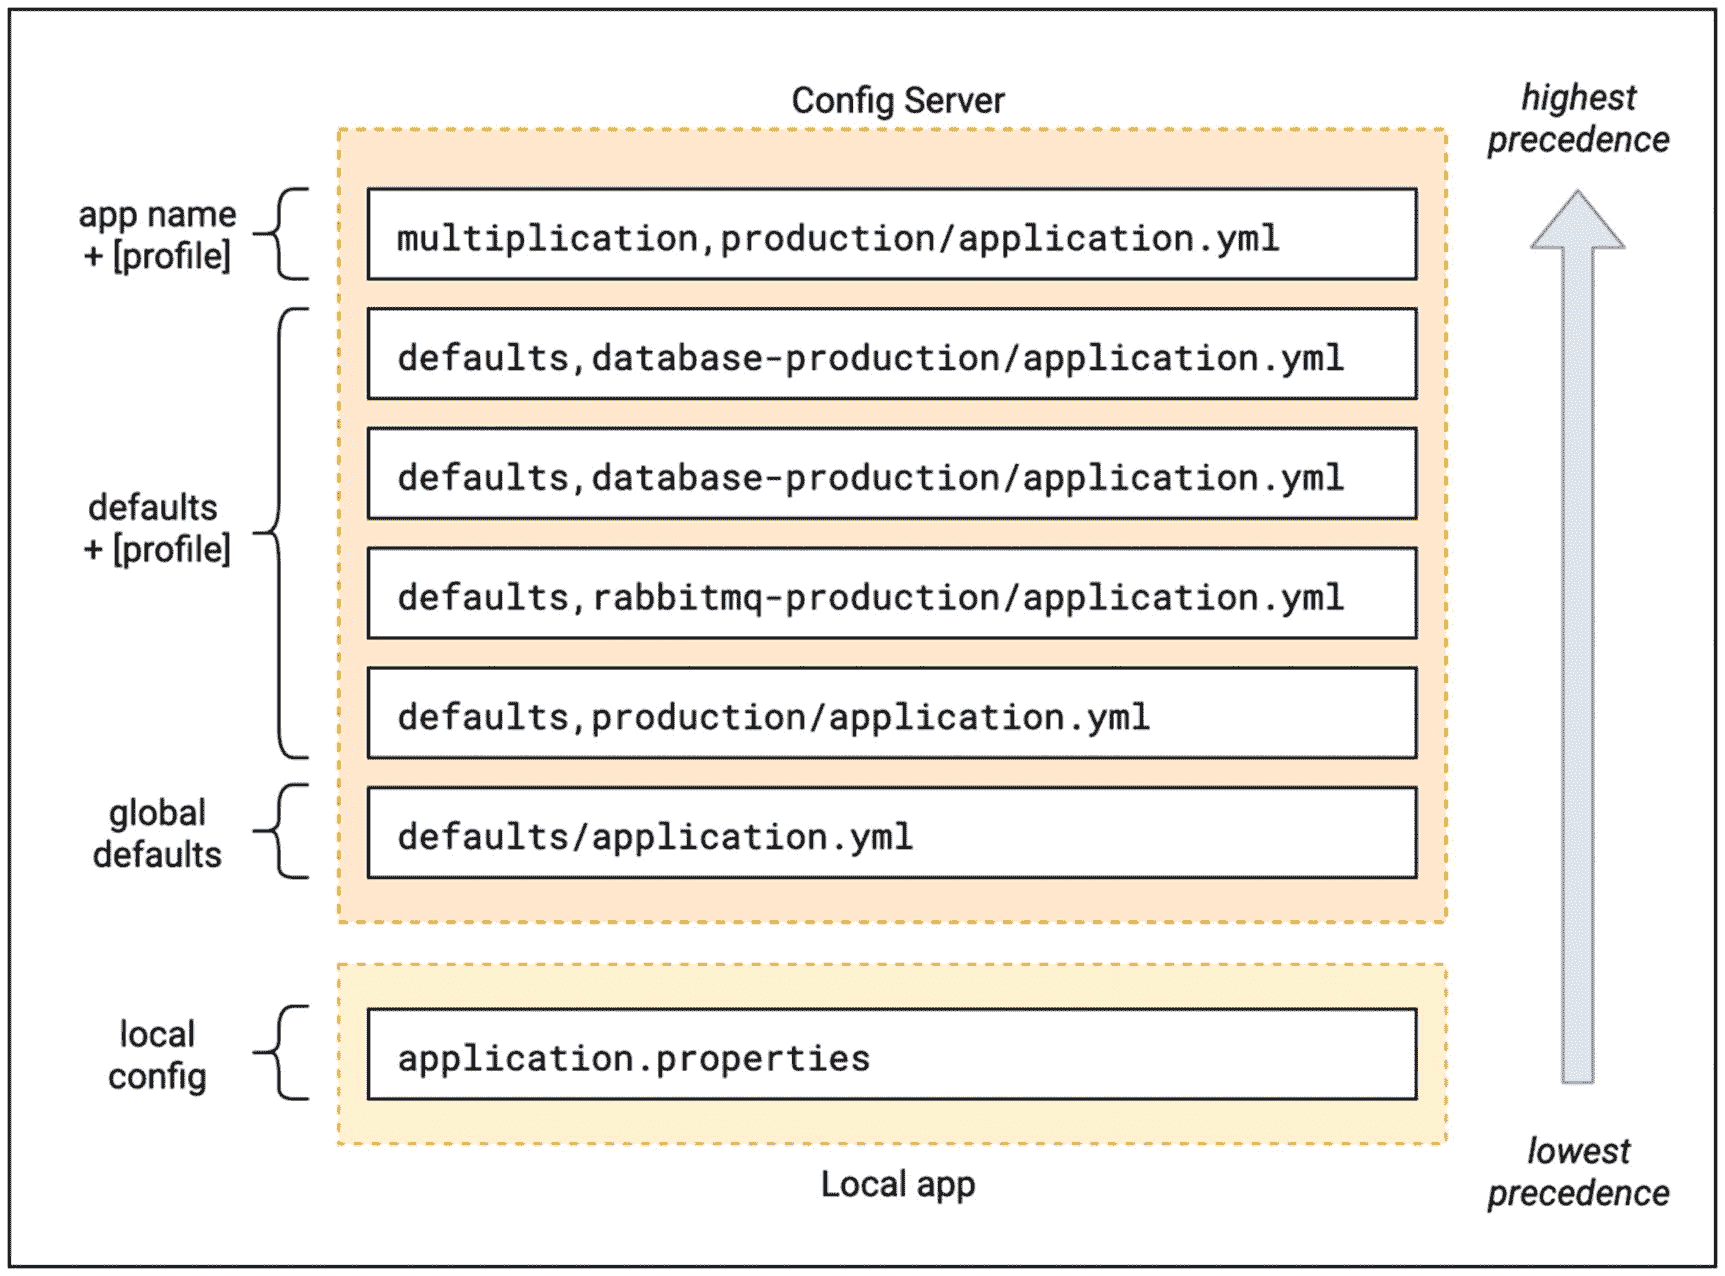 Config Server
highest
precedence
app name
+ [profile]
multiplication,production/application.yml
defaults,database-production/application.yml
defaults
+ [profile]
defaults,database-production/application.yml
defaults,rabbitmq-production/application.yml
defaults,production/application.yml
global
defaults
defaults/application.yml
local
config
application.properties
Local app
lowest
precedence